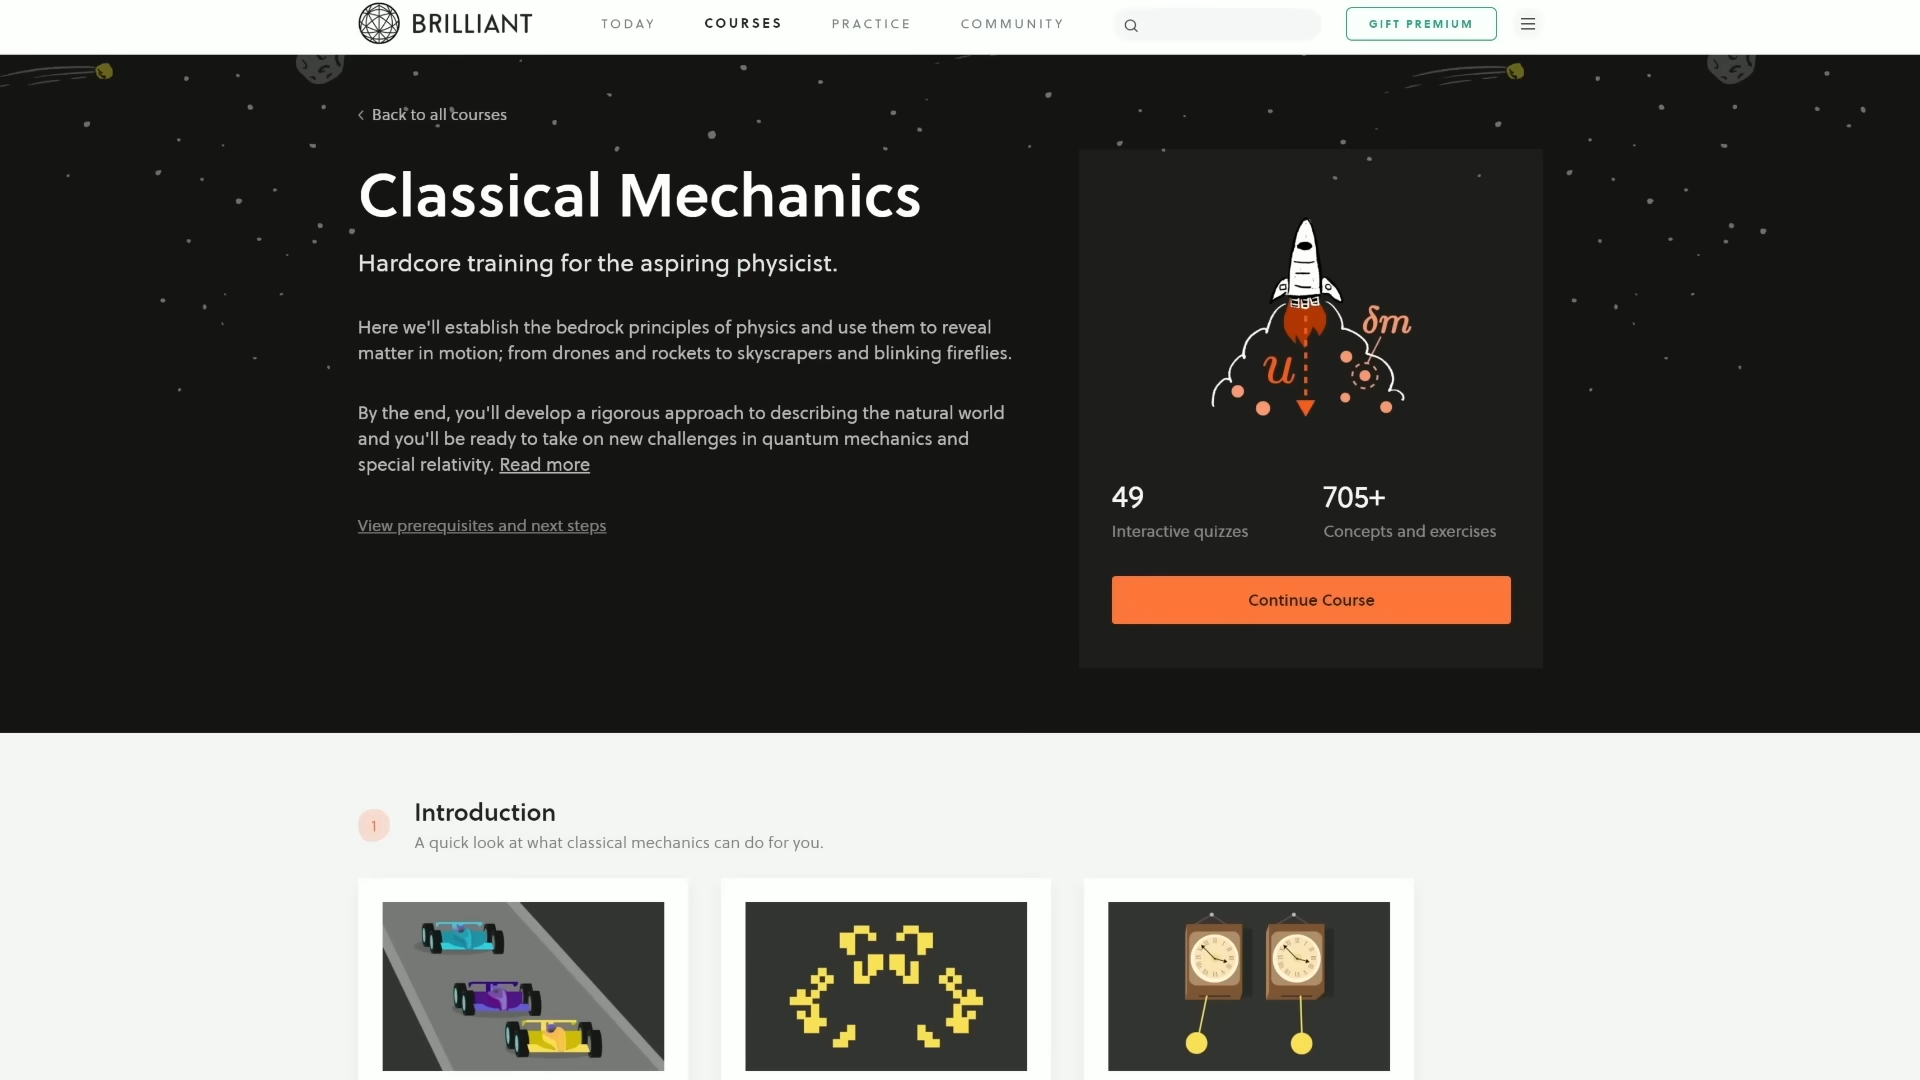 BRILLIANT
TODAY
COURSES
PRACTICE
COMMUNITY
GIFT PREMIUM
Back to all courses
Classical Mechanics
Hardcore training for the aspiring physicist.
Here we'll establish the bedrock principles of physics and use them to reveal
matter in motion; from drones and rockets to skyscrapers and blinking fireflies.
By the end, you'll develop a rigorous approach to describing the natural world
and you'll be ready to take on new challenges in quantum mechanics and
special relativity. Read more
View prerequisites and next steps
δm
u
49
Interactive quizzes
705+
Concepts and exercises
Continue Course
1
Introduction
A quick look at what classical mechanics can do for you.